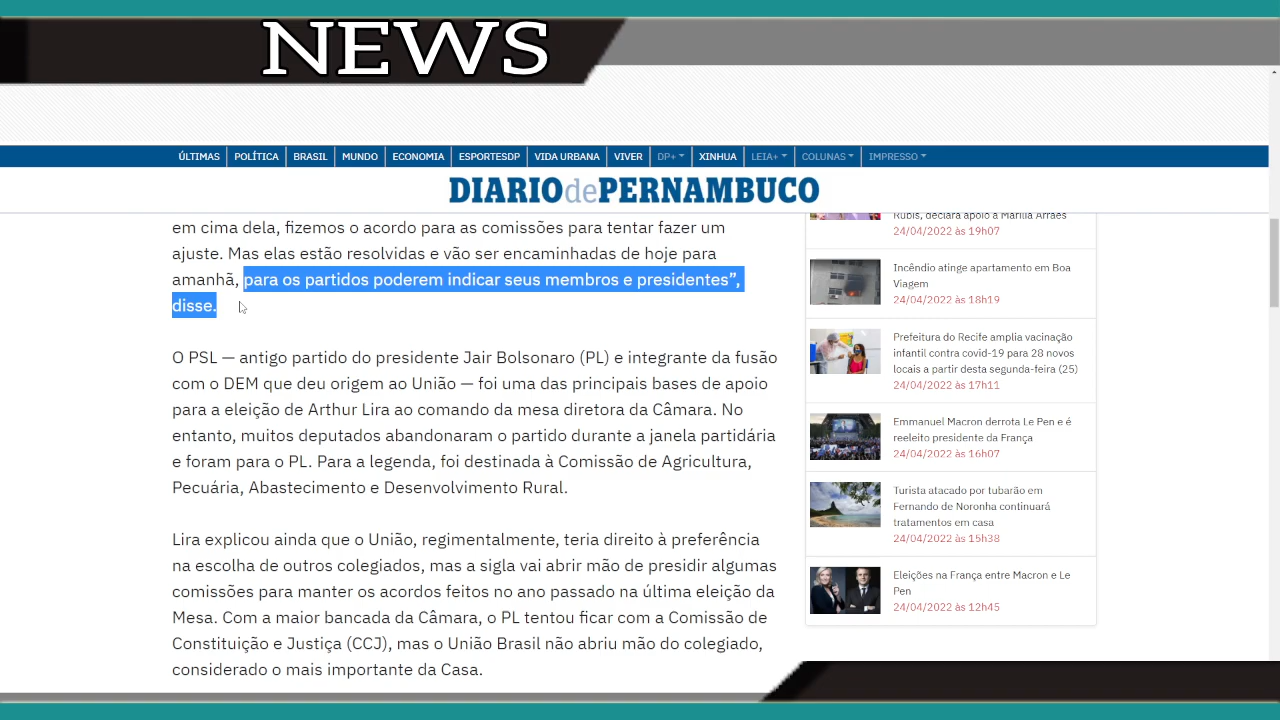 NEWS
ÚLTIMAS POLÍTICA BRASIL MUNDO ECONOMIA ESPORTESDP VIDA URBANA VIVER DP+ XINHUA LEIA+ COLUNAS IMPRESSO
DIARIOdePERNAMBUCO
em cima dela, fizemos o acordo para as comissões para tentar fazer um
ajuste. Mas elas estão resolvidas e vão ser encaminhadas de hoje para
amanhã, para os partidos poderem indicar seus membros e presidentes”,
disse.
O PSL — antigo partido do presidente Jair Bolsonaro (PL) e integrante da fusão
com o DEM que deu origem ao União — foi uma das principais bases de apoio
para a eleição de Arthur Lira ao comando da mesa diretora da Câmara. No
entanto, muitos deputados abandonaram o partido durante a janela partidária
e foram para o PL. Para a legenda, foi destinada a Comissão de Agricultura,
Pecuária, Abastecimento e Desenvolvimento Rural.
Lira explicou ainda que o União, regimentalmente, teria direito à preferência
na escolha de outros colegiados, mas a sigla vai abrir mão de presidir algumas
comissões para manter os acordos feitos no ano passado na última eleição da
Mesa. Com a maior bancada da Câmara, o PL tentou ficar com a Comissão de
Constituição e Justiça (CCJ), mas o União Brasil não abriu mão do colegiado,
considerado o mais importante da Casa.
Rubis, declara apoio a Marília Arraes
24/04/2022 às 19h07
Incêndio atinge apartamento em Boa
Viagem
24/04/2022 às 18h19
Prefeitura do Recife amplia vacinação
infantil contra covid-19 para 28 novos
locais a partir desta segunda-feira (25)
24/04/2022 às 17h11
Emmanuel Macron derrota Le Pen e é
reeleito presidente da França
24/04/2022 às 16h07
Turista atacado por tubarão em
Fernando de Noronha continuará
tratamentos em casa
24/04/2022 às 15h38
Eleições na França entre Macron e Le
Pen
24/04/2022 às 12h45